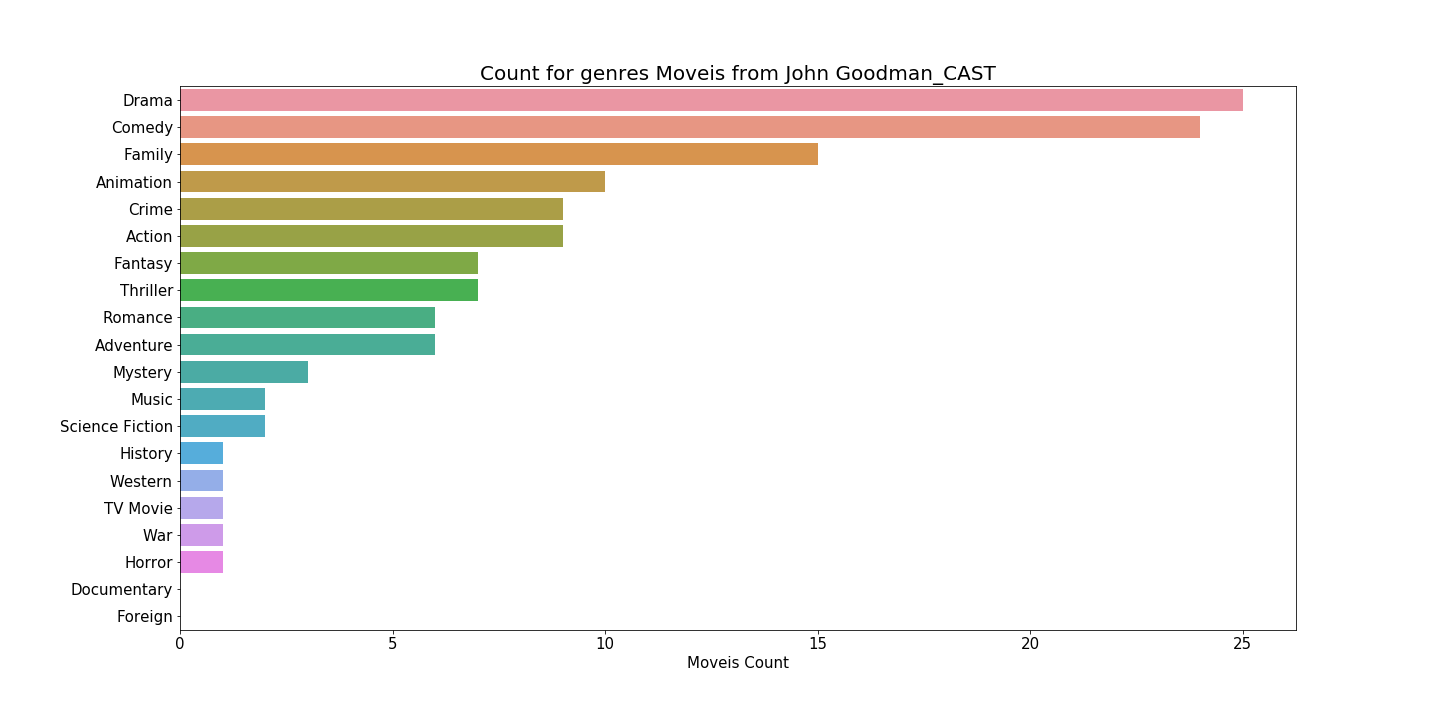 Count for genres Moveis from John Goodman_CAST
Drama
Comedy
Family
Animation
Crime
Action
Fantasy
Thriller
Romance
Adventure
Mystery
Music
Science Fiction
History
Western
TV Movie
War
Horror
Documentary
Foreign
0 5 10 15 20 25
Moveis Count